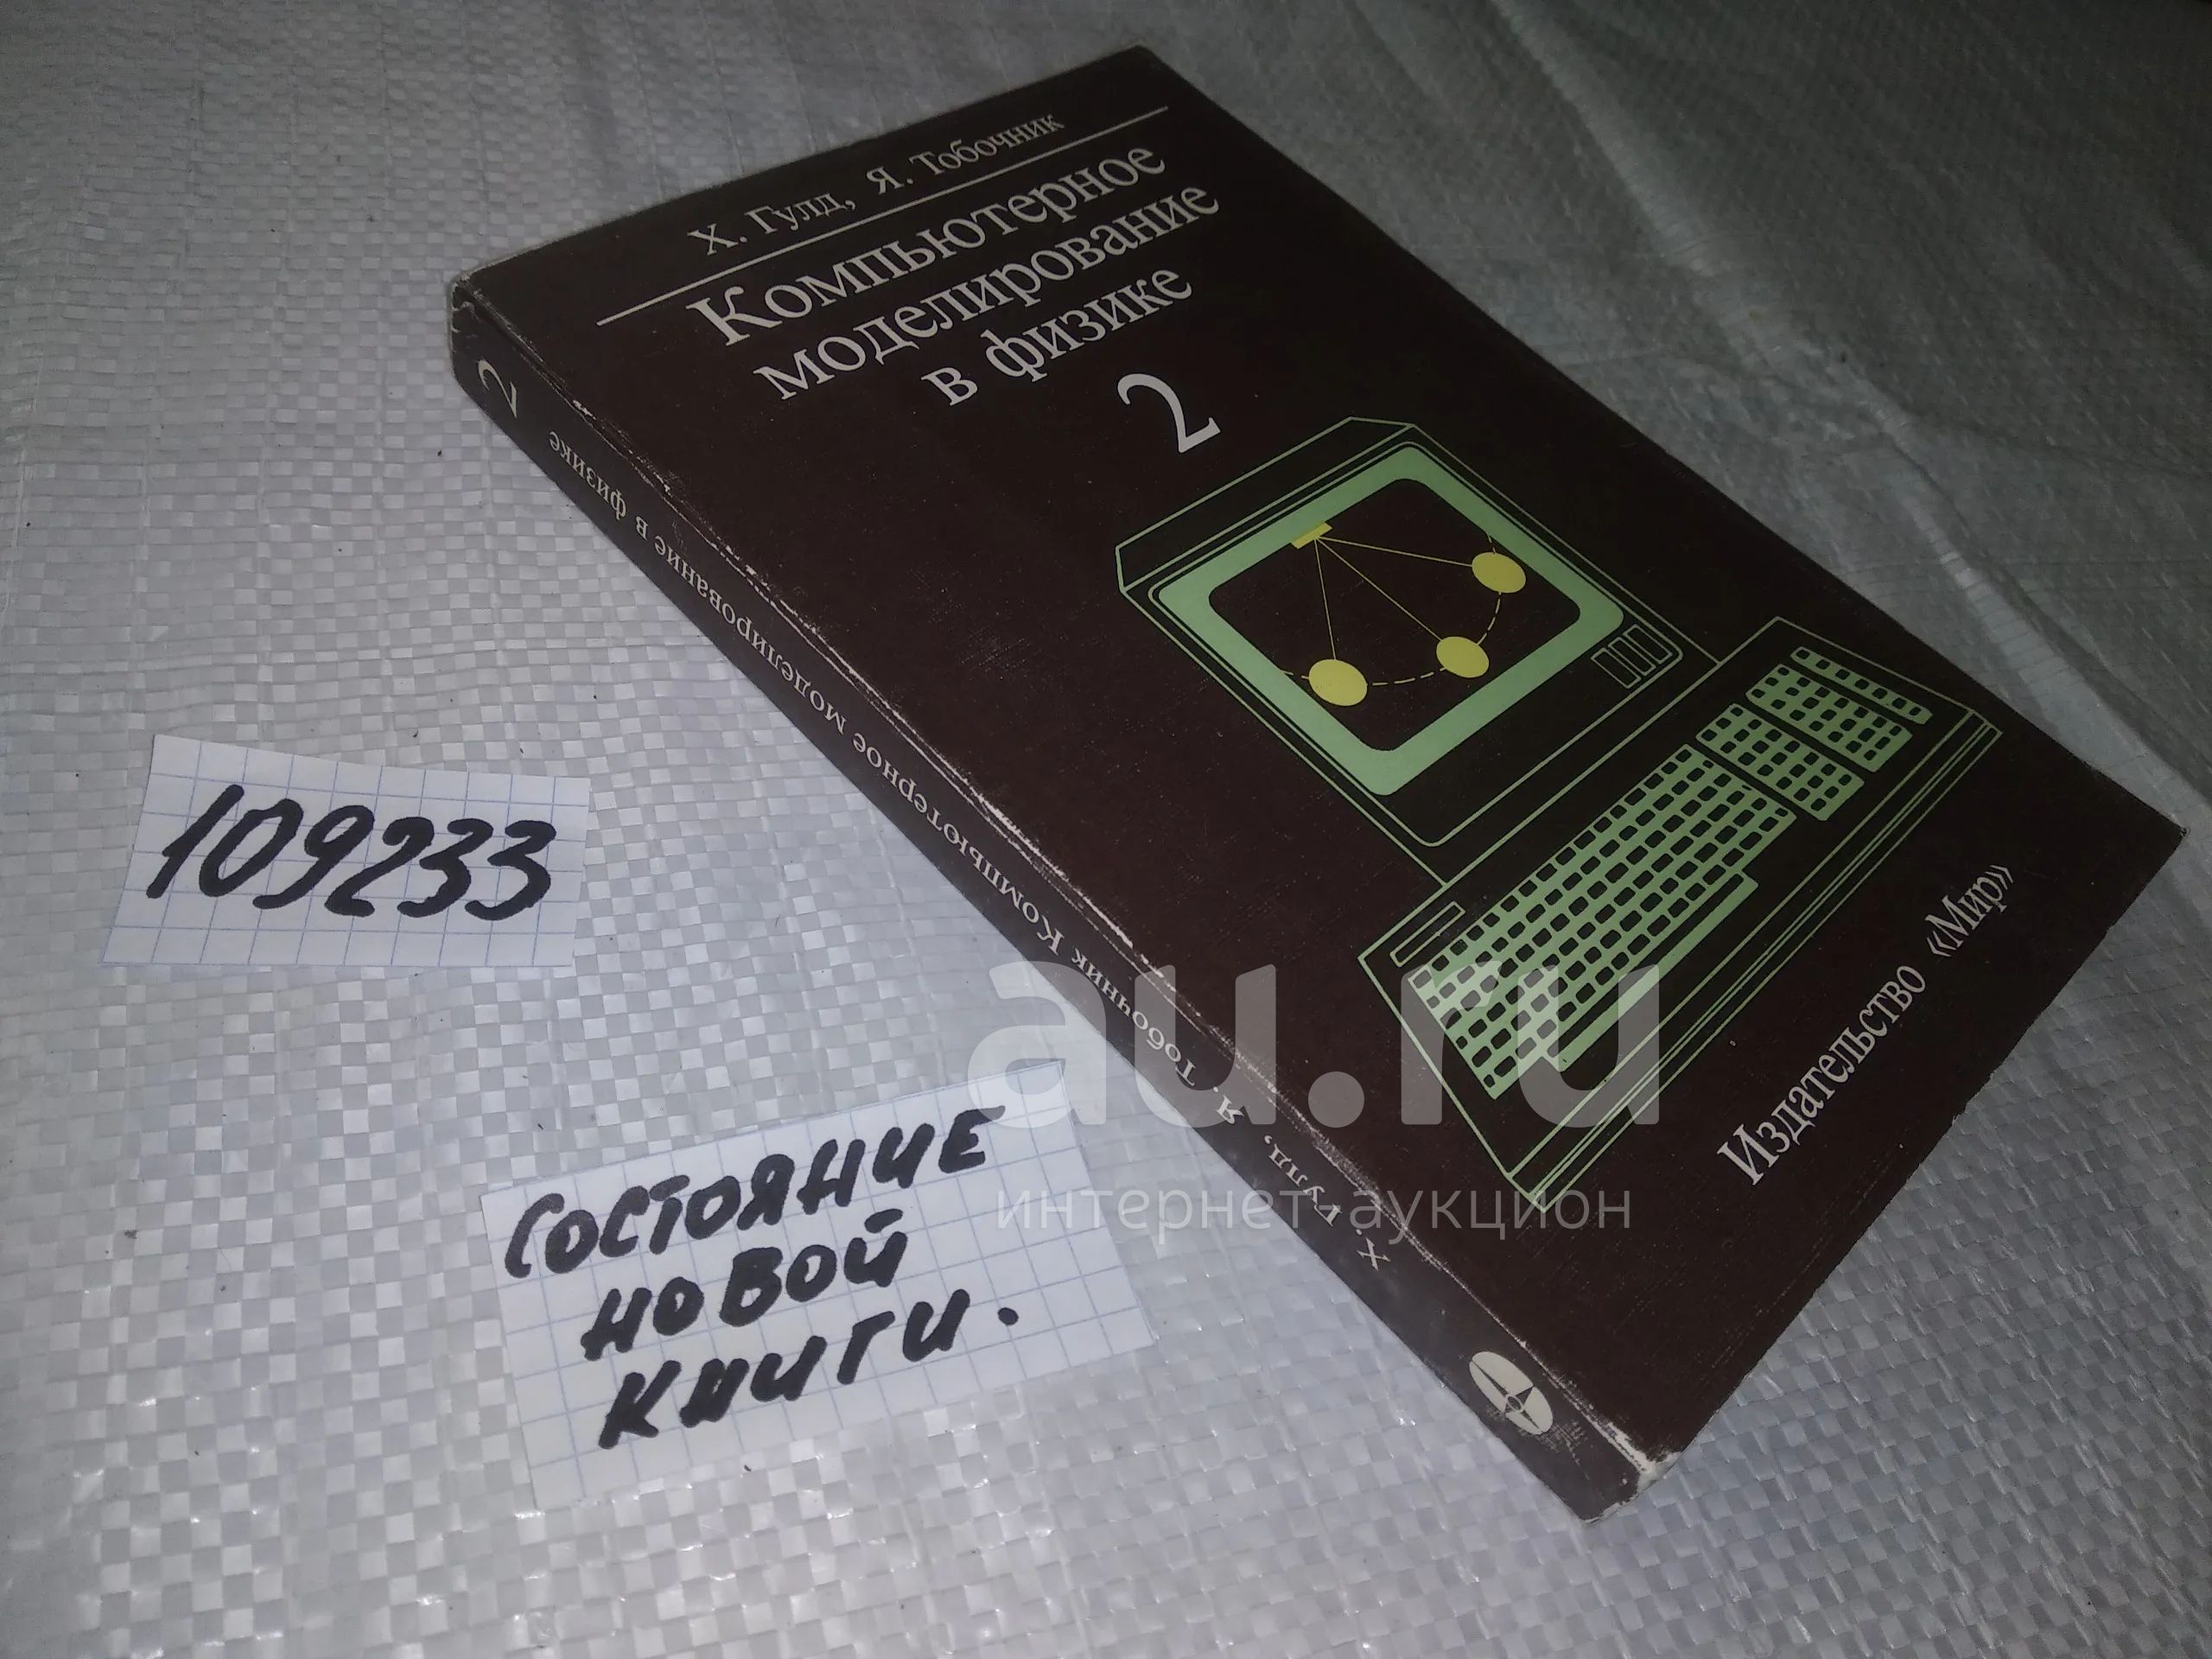 Х. Гулд, Я. Тобочник
Компьютерное
моделирование
в физике
2
Издательство «Мир»
Х. Гулд, Я. Тобочник Компьютерное моделирование в физике 2
109233
СОСТОЯНИЕ
НОВОЙ
КНИГИ.
au.ru
интернет-аукцион